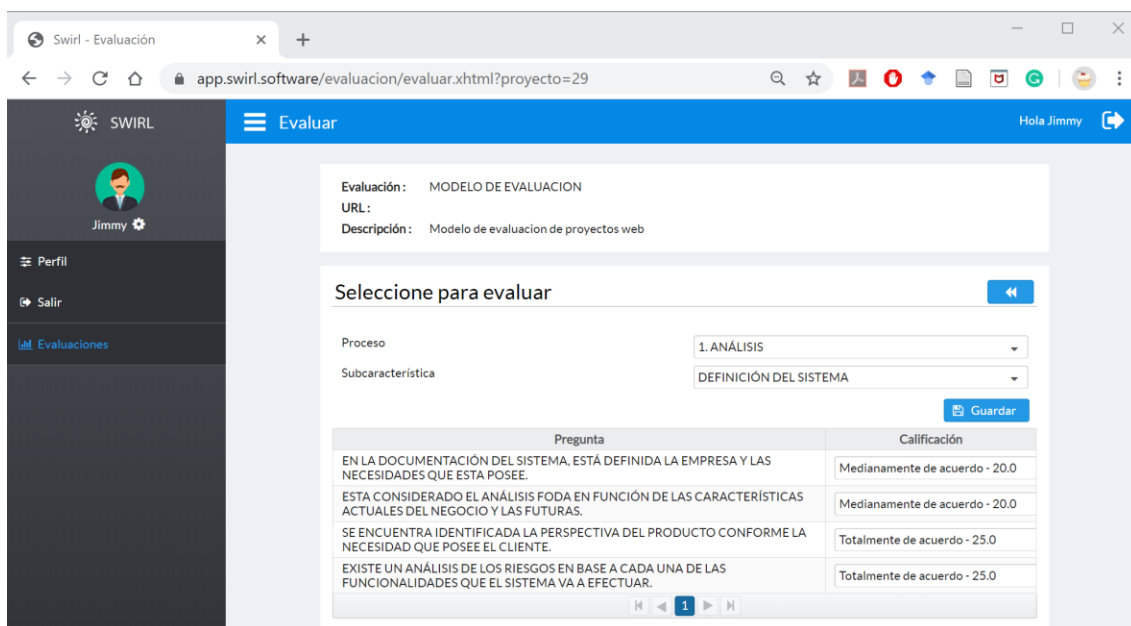 Swirl - Evaluación
app.swirl.software/evaluacion/evaluar.xhtml?proyecto=29
SWIRL
Evaluar
Hola Jimmy
Jimmy
Perfil
Salir
Evaluaciones
Evaluación : MODELO DE EVALUACION
URL :
Descripción : Modelo de evaluacion de proyectos web
Seleccione para evaluar
Proceso 1. ANÁLISIS
Subcaracterística DEFINICIÓN DEL SISTEMA
Guardar
Pregunta Calificación
EN LA DOCUMENTACIÓN DEL SISTEMA, ESTÁ DEFINIDA LA EMPRESA Y LAS
NECESIDADES QUE ESTA POSEE.
Medianamente de acuerdo - 20.0
ESTA CONSIDERADO EL ANÁLISIS FODA EN FUNCIÓN DE LAS CARACTERÍSTICAS
ACTUALES DEL NEGOCIO Y LAS FUTURAS.
Medianamente de acuerdo - 20.0
SE ENCUENTRA IDENTIFICADA LA PERSPECTIVA DEL PRODUCTO CONFORME LA
NECESIDAD QUE POSEE EL CLIENTE.
Totalmente de acuerdo - 25.0
EXISTE UN ANÁLISIS DE LOS RIESGOS EN BASE A CADA UNA DE LAS
FUNCIONALIDADES QUE EL SISTEMA VA A EFECTUAR.
Totalmente de acuerdo - 25.0
1